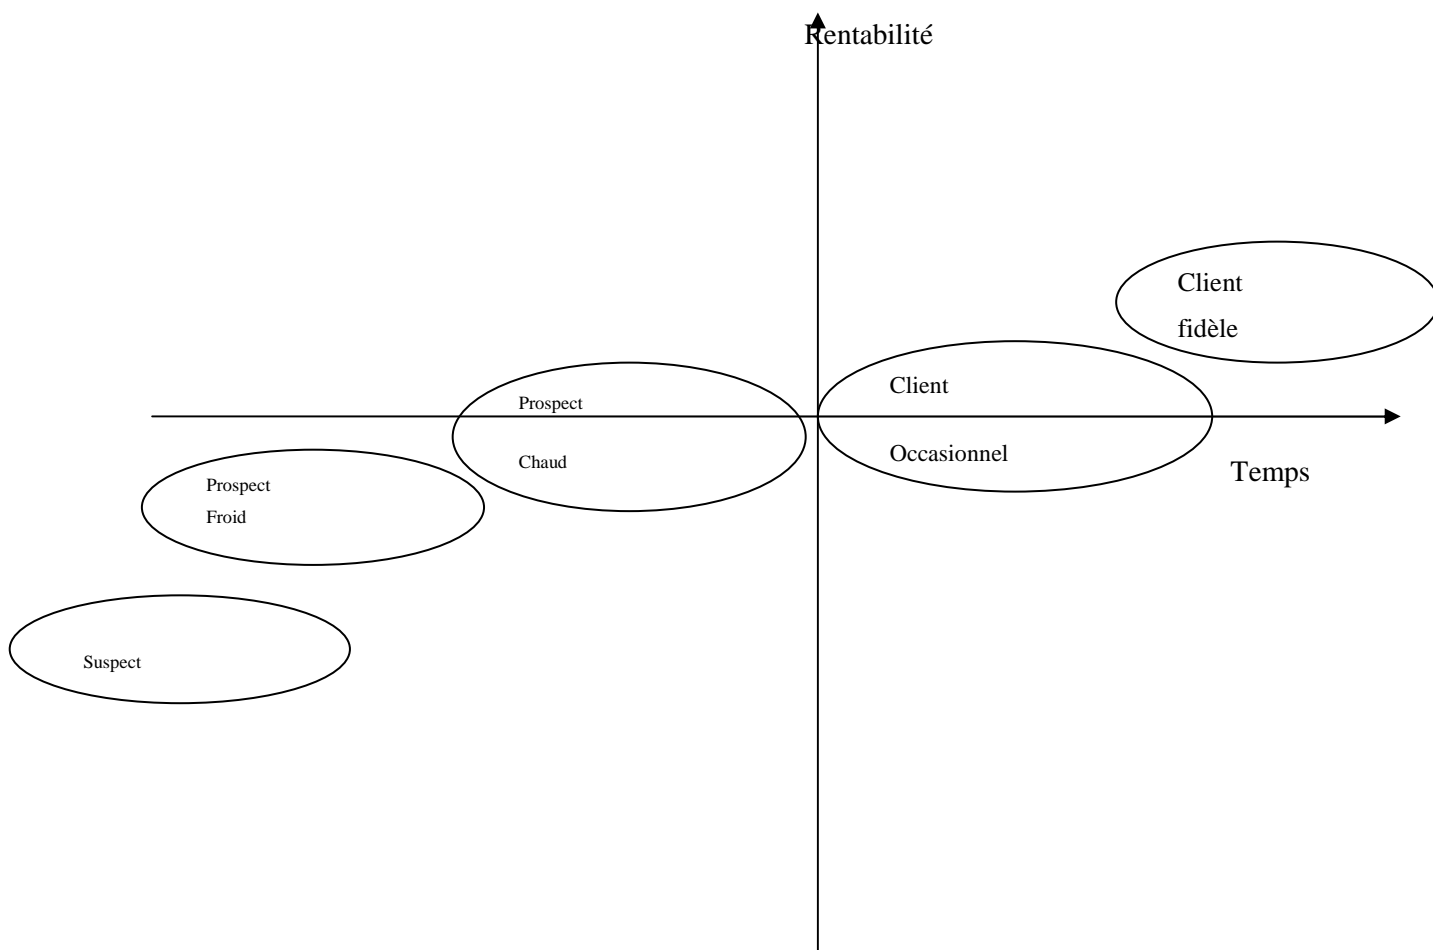 Rentabilité
Client
fidèle
Client
Occasionnel
Temps
Prospect
Chaud
Prospect
Froid
Suspect